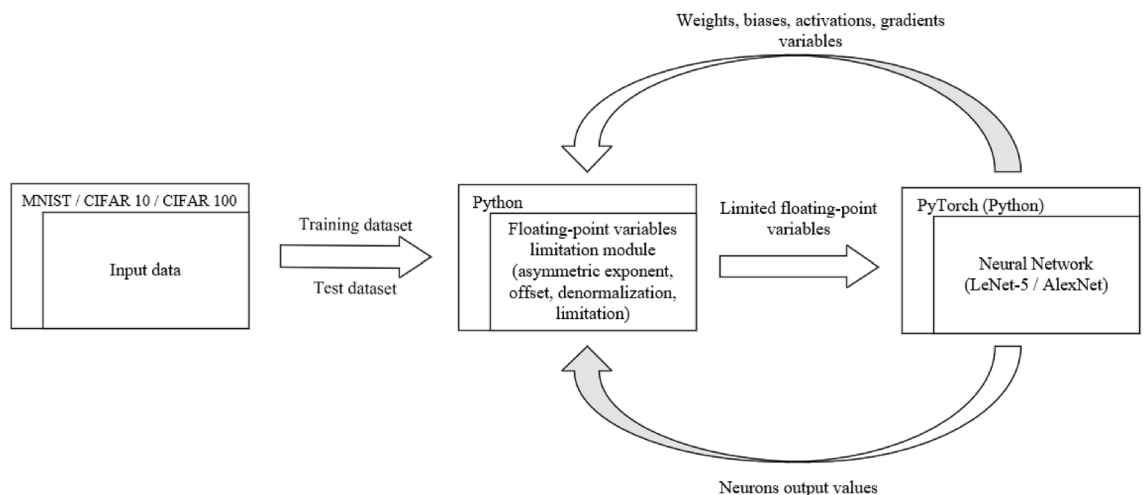 Weights, biases, activations, gradients
variables
MNIST / CIFAR 10 / CIFAR 100
Input data
Training dataset
Test dataset
Python
Floating-point variables
limitation module
(asymmetric exponent,
offset, denormalization,
limitation)
Limited floating-point
variables
PyTorch (Python)
Neural Network
(LeNet-5 / AlexNet)
Neurons output values